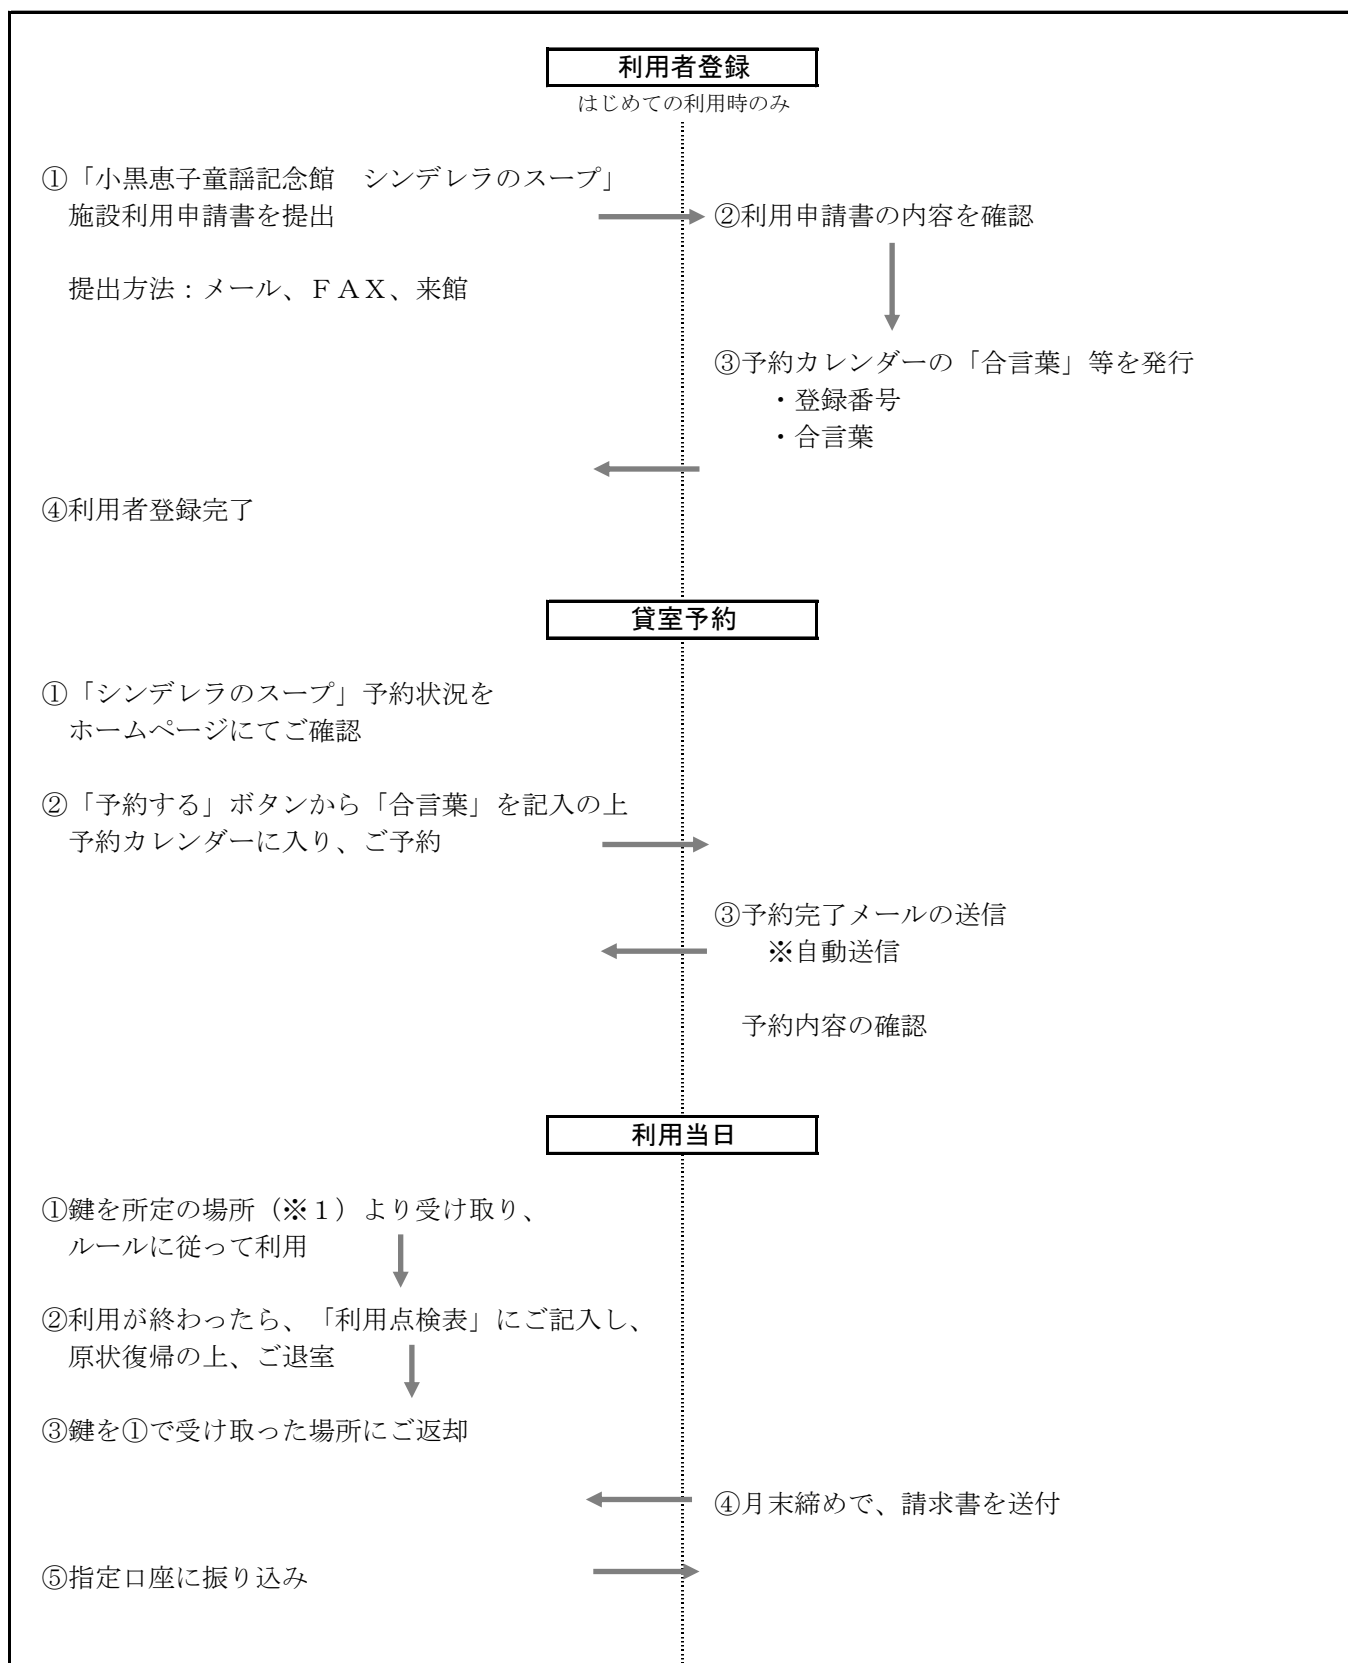 利用者登録
はじめての利用時のみ
①「小黒恵子童謡記念館　シンデレラのスープ」
施設利用申請書を提出
②利用申請書の内容を確認
提出方法：メール、ＦＡＸ、来館
③予約カレンダーの「合言葉」等を発行
・登録番号
・合言葉
④利用者登録完了
貸室予約
①「シンデレラのスープ」予約状況を
ホームページにてご確認
②「予約する」ボタンから「合言葉」を記入の上
予約カレンダーに入り、ご予約
③予約完了メールの送信
※自動送信
予約内容の確認
利用当日
①鍵を所定の場所（※１）より受け取り、
ルールに従って利用
②利用が終わったら、「利用点検表」にご記入し、
原状復帰の上、ご退室
③鍵を①で受け取った場所にご返却
④月末締めで、請求書を送付
⑤指定口座に振り込み